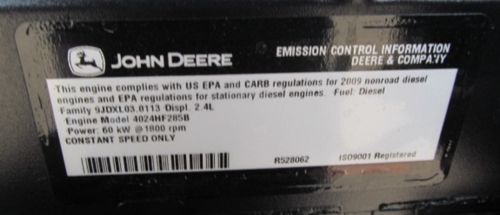 JOHN DEERE
EMISSION CONTROL INFORMATION
DEERE & COMPAVY
This engine complies with US EPA and CARB regulations for 2009 nonroad diesel
engines and EPA regulations for stationary diesel engines. Fuel: Diesel
Family 9JDXL03.0113 Displ. 2.4L
Engine Model 4024HF285B
Power: 60 kW @1800 rpm
CONSTANT SPEED ONLY
R528062
ISO9001 Registered